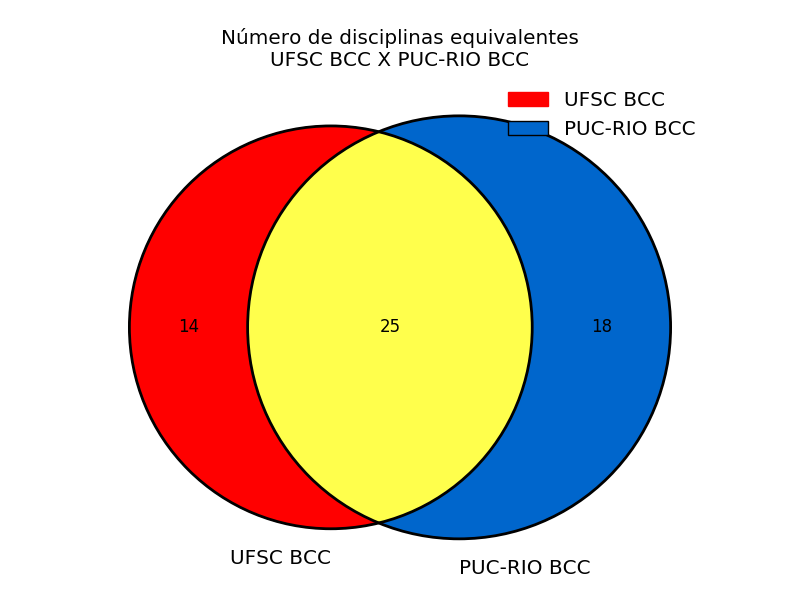 Número de disciplinas equivalentes
UFSC BCC X PUC-RIO BCC
UFSC BCC
PUC-RIO BCC
14
25
18
UFSC BCC
PUC-RIO BCC